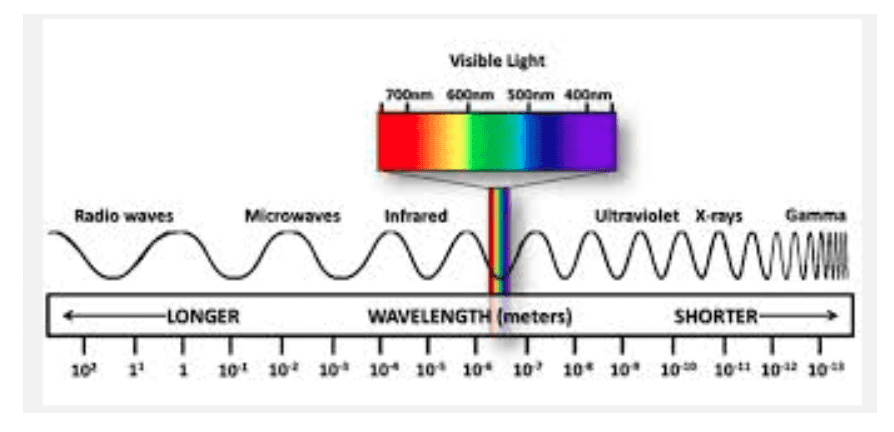 Visible Light
700nm 600nm 500nm 400nm
Radio waves Microwaves Infrared Ultraviolet X-rays Gamma
LONGER WAVELENGTH (meters) SHORTER
10² 1¹ 1 10⁻¹ 10⁻² 10⁻³ 10⁻⁴ 10⁻⁵ 10⁻⁶ 10⁻⁷ 10⁻⁸ 10⁻⁹ 10⁻¹⁰ 10⁻¹¹ 10⁻¹² 10⁻¹³